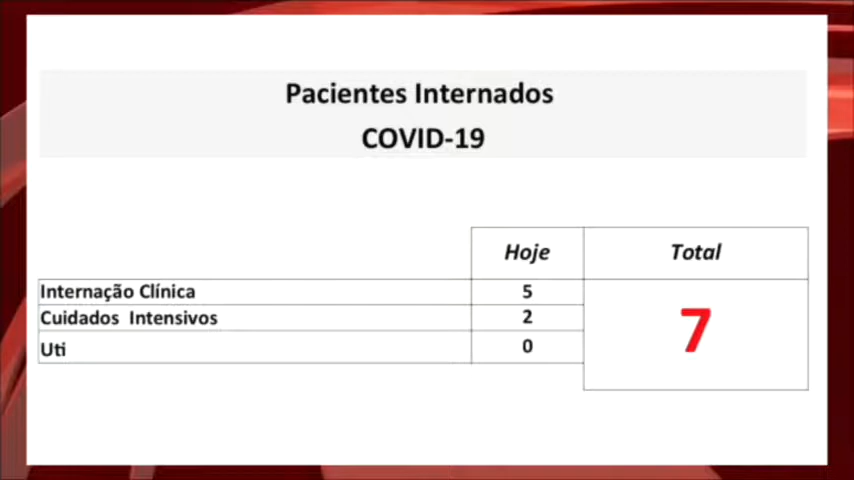 Pacientes Internados
COVID-19
Hoje Total
Internação Clínica 5
Cuidados Intensivos 2
Uti 0
7